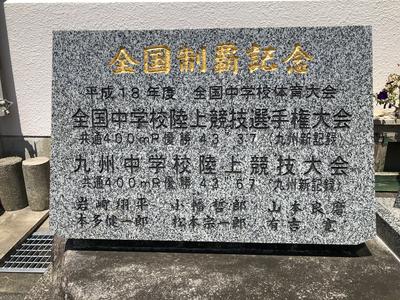 全国制覇記念
平成18年度 全国中学校体育大会
全国中学校陸上競技選手権大会
共通400mR優勝 43″37（九州新記録）
九州中学校陸上競技大会
共通400mR優勝 43″67（九州新記録）
岩崎翔平 小幡哲郎 山本良
本多健一郎 松本宗一郎 有吉